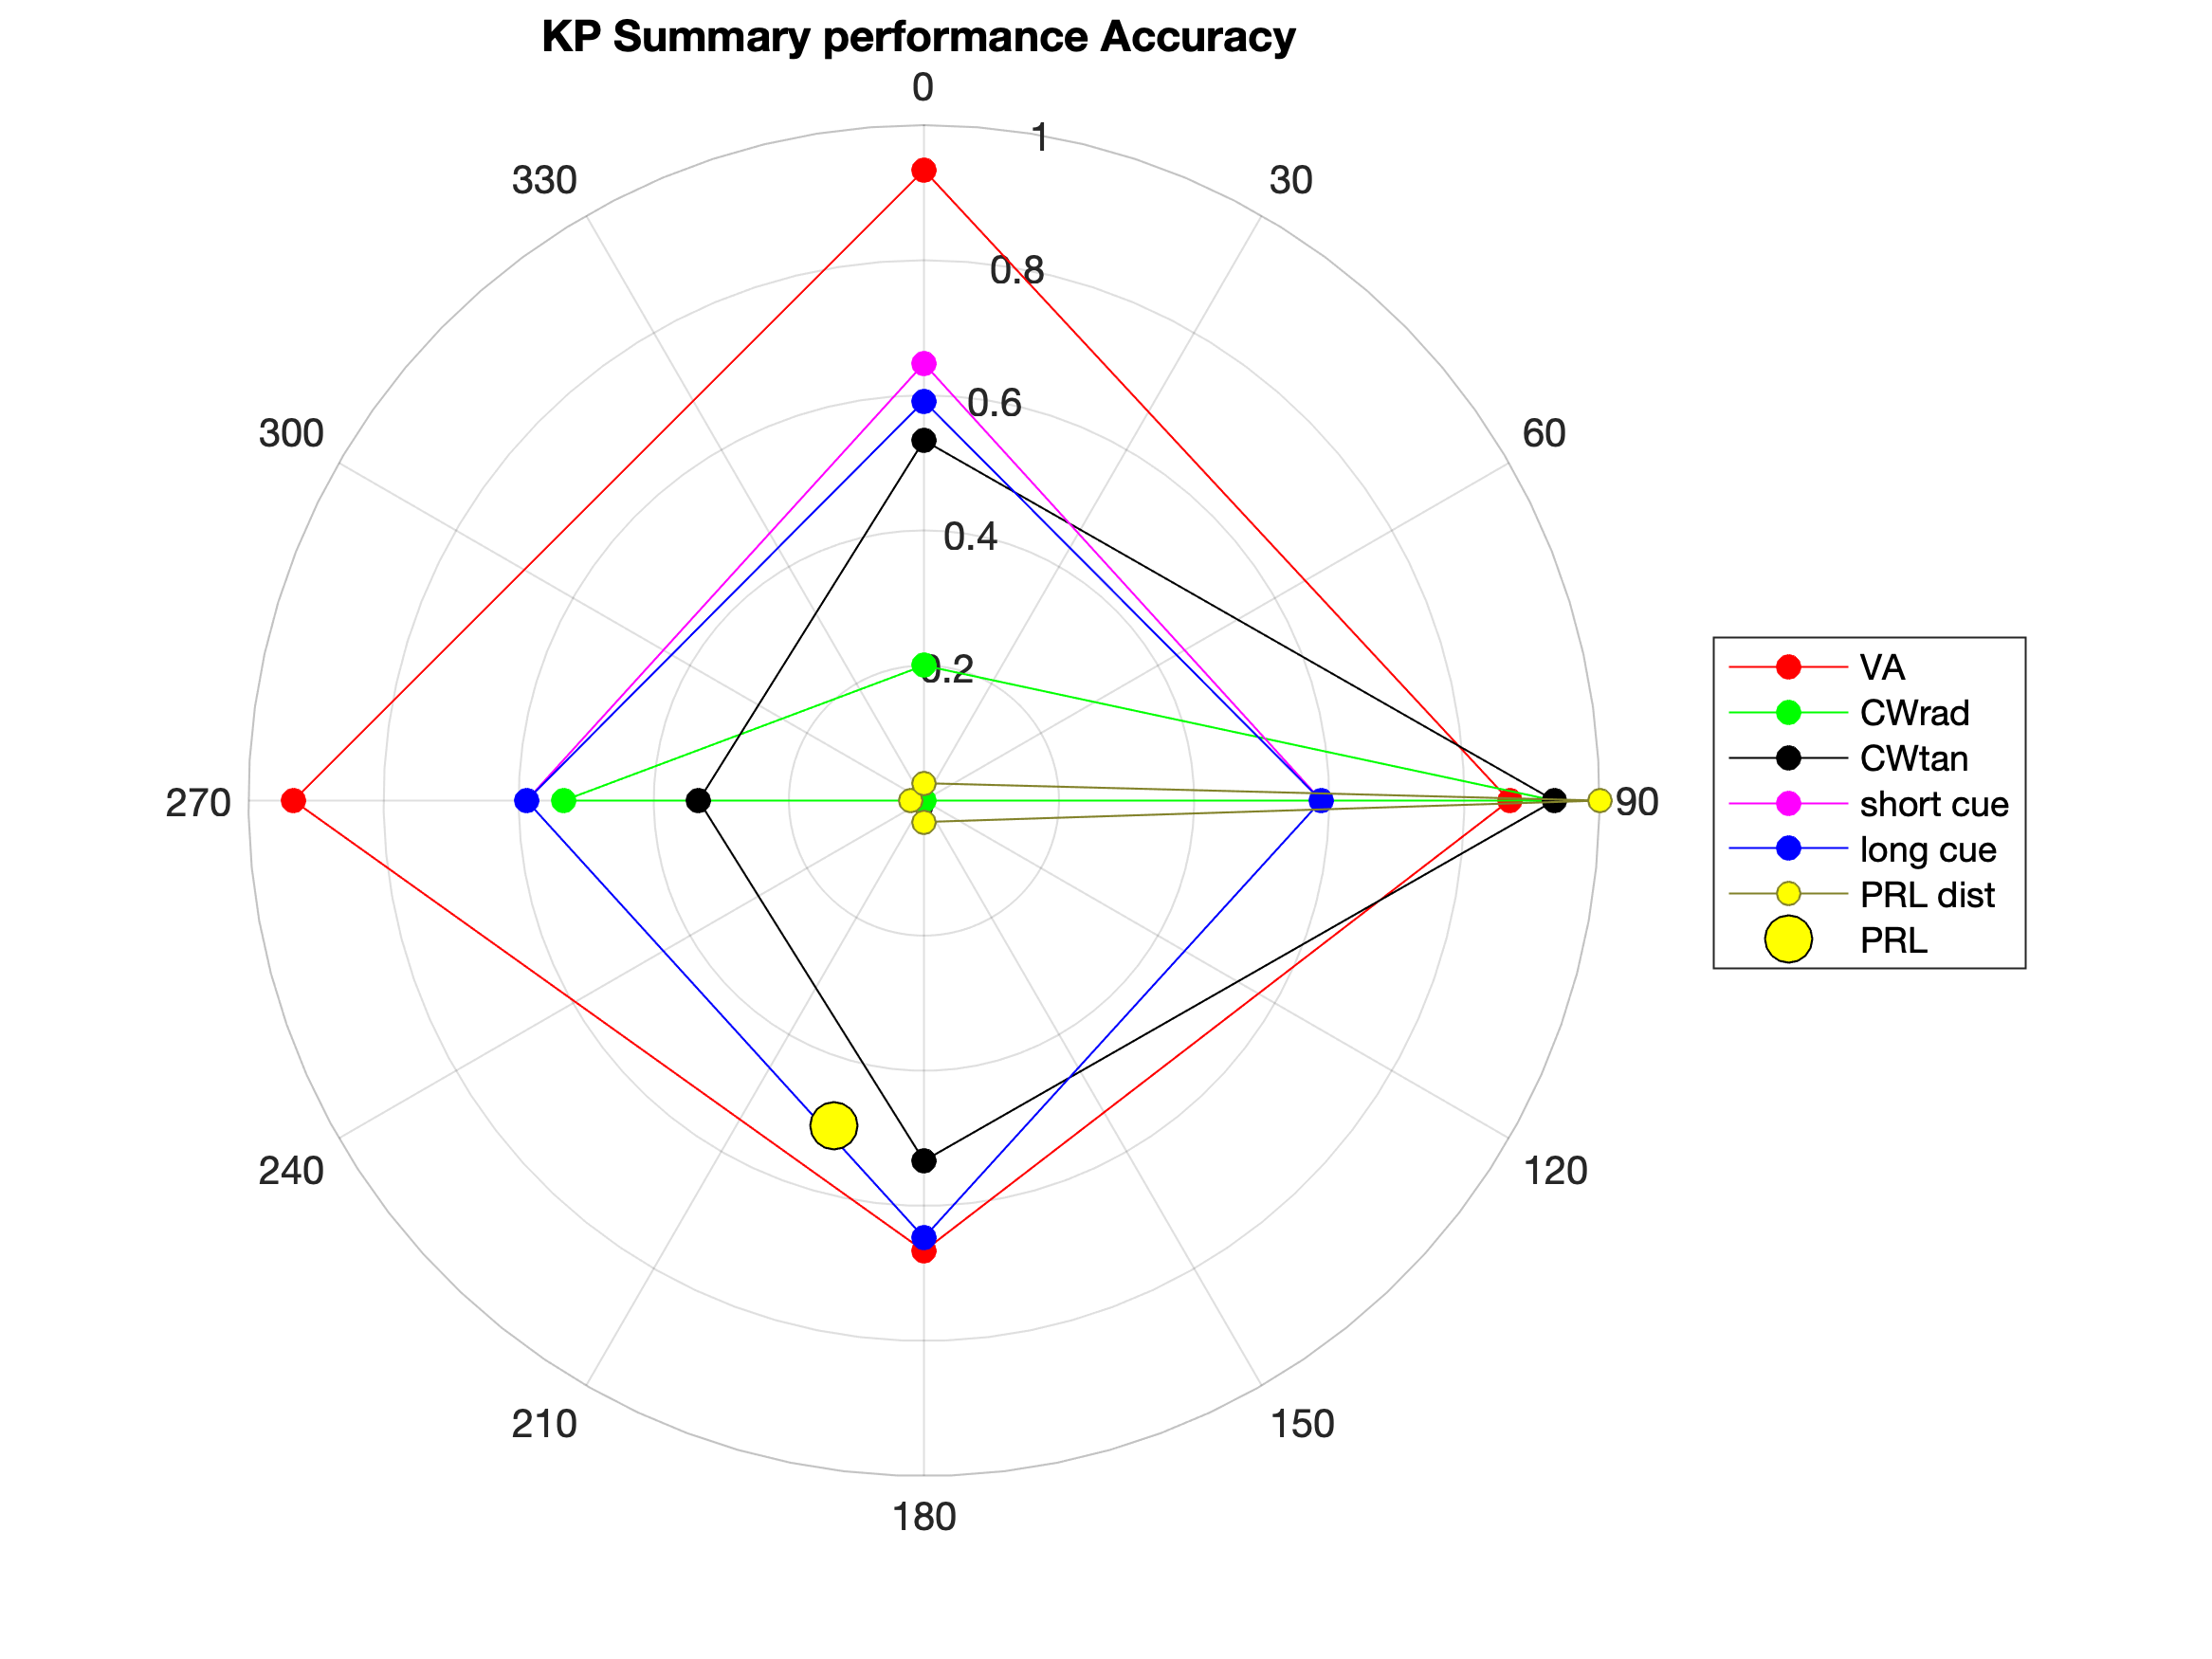 KP Summary performance Accuracy
0
1
330
30
0.8
300
0.6
60
0.4
0.2
270
90
240
120
210
150
180
VA
CWrad
CWtan
short cue
long cue
PRL dist
PRL